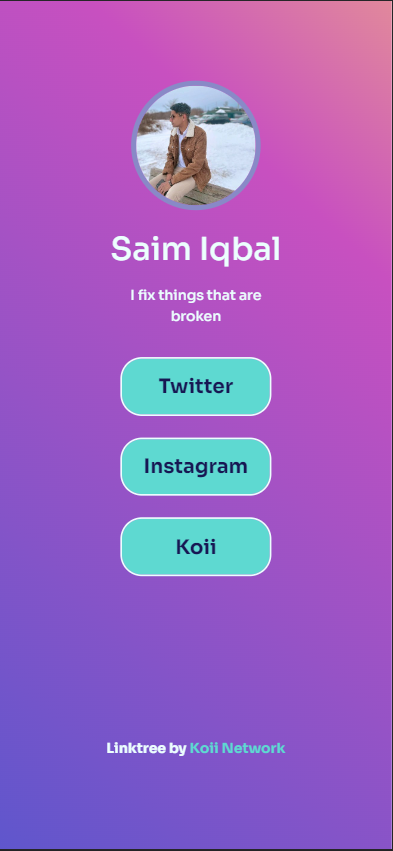 Saim Iqbal
I fix things that are
broken
Twitter
Instagram
Koii
Linktree by Koii Network